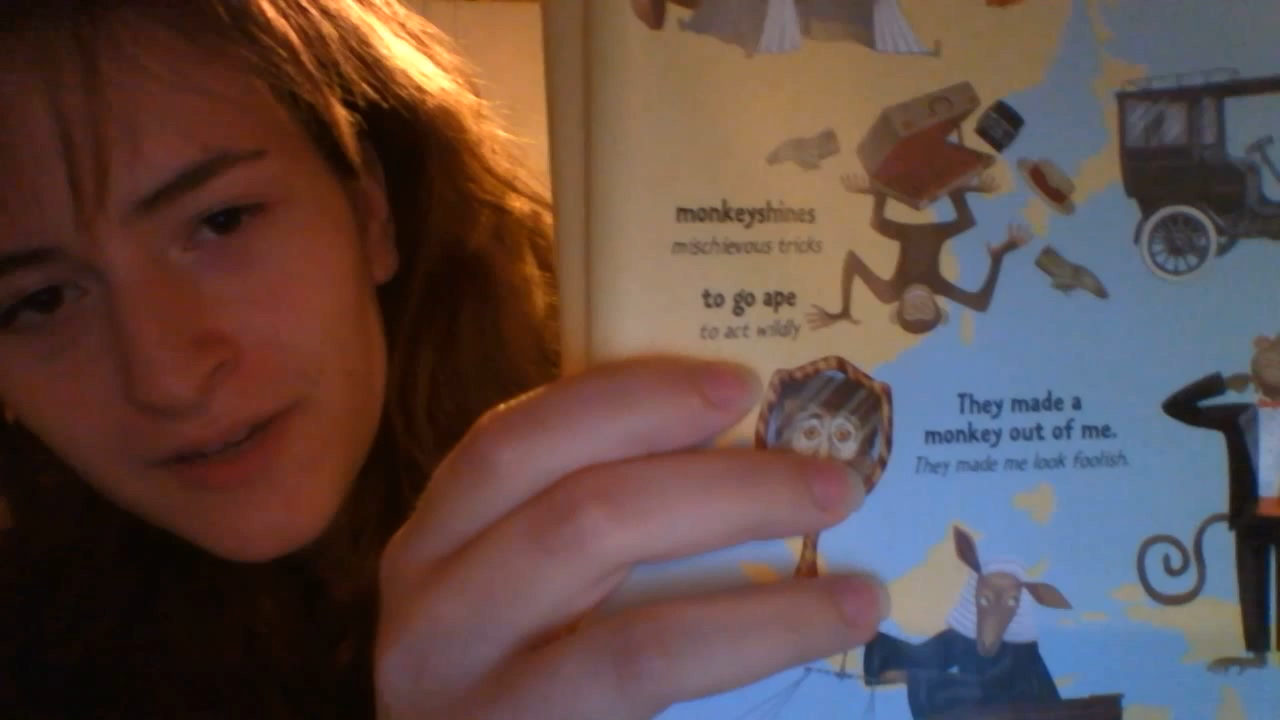 monkeyshines
mischievous tricks
to go ape
to act wildly
They made a
monkey out of me.
They made me look foolish.